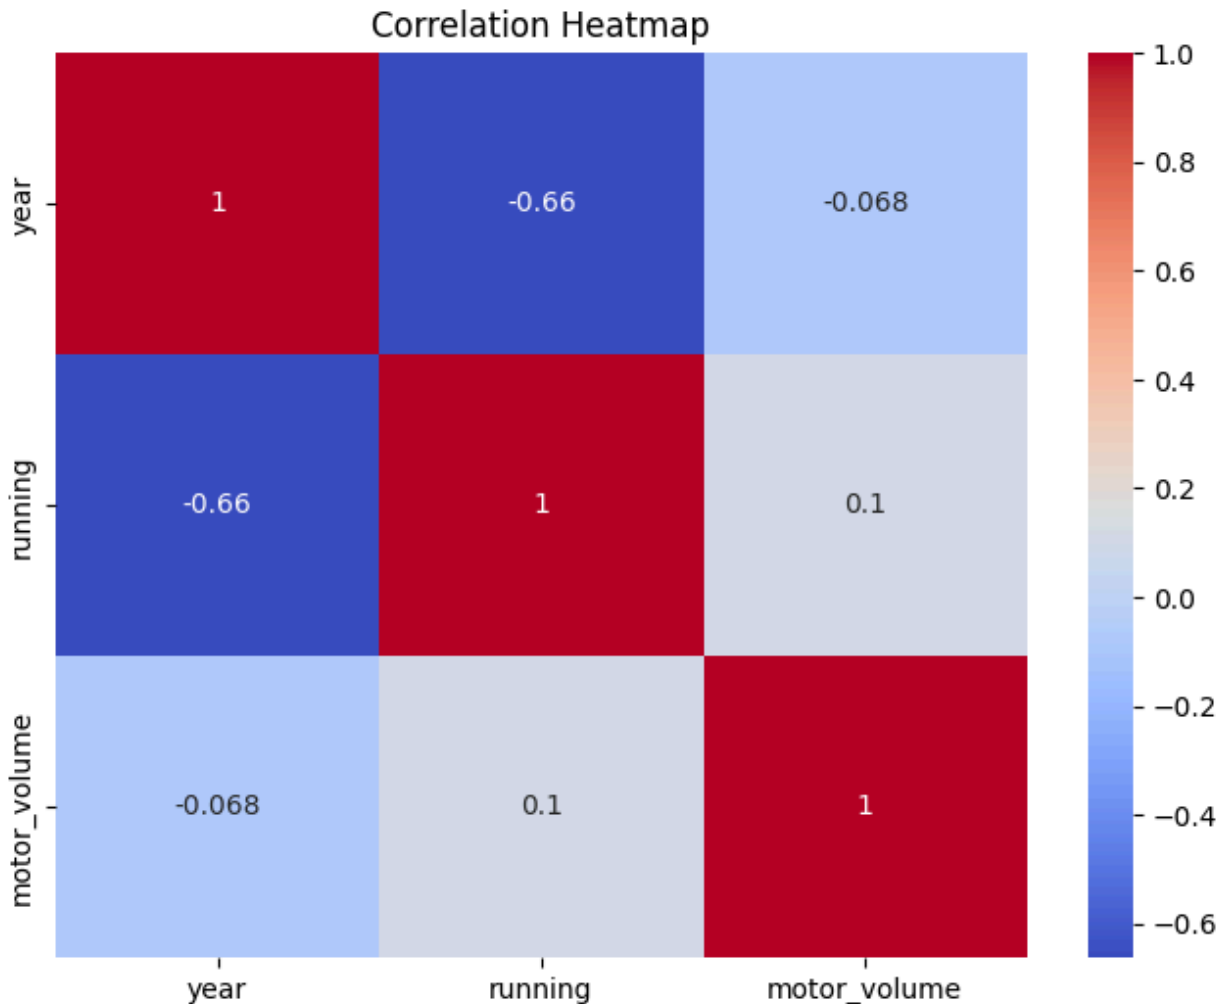 Correlation Heatmap
year
1
-0.66
-0.068
running
-0.66
1
0.1
motor_volume
-0.068
0.1
1
year
running
motor_volume
1.0
0.8
0.6
0.4
0.2
0.0
−0.2
−0.4
−0.6